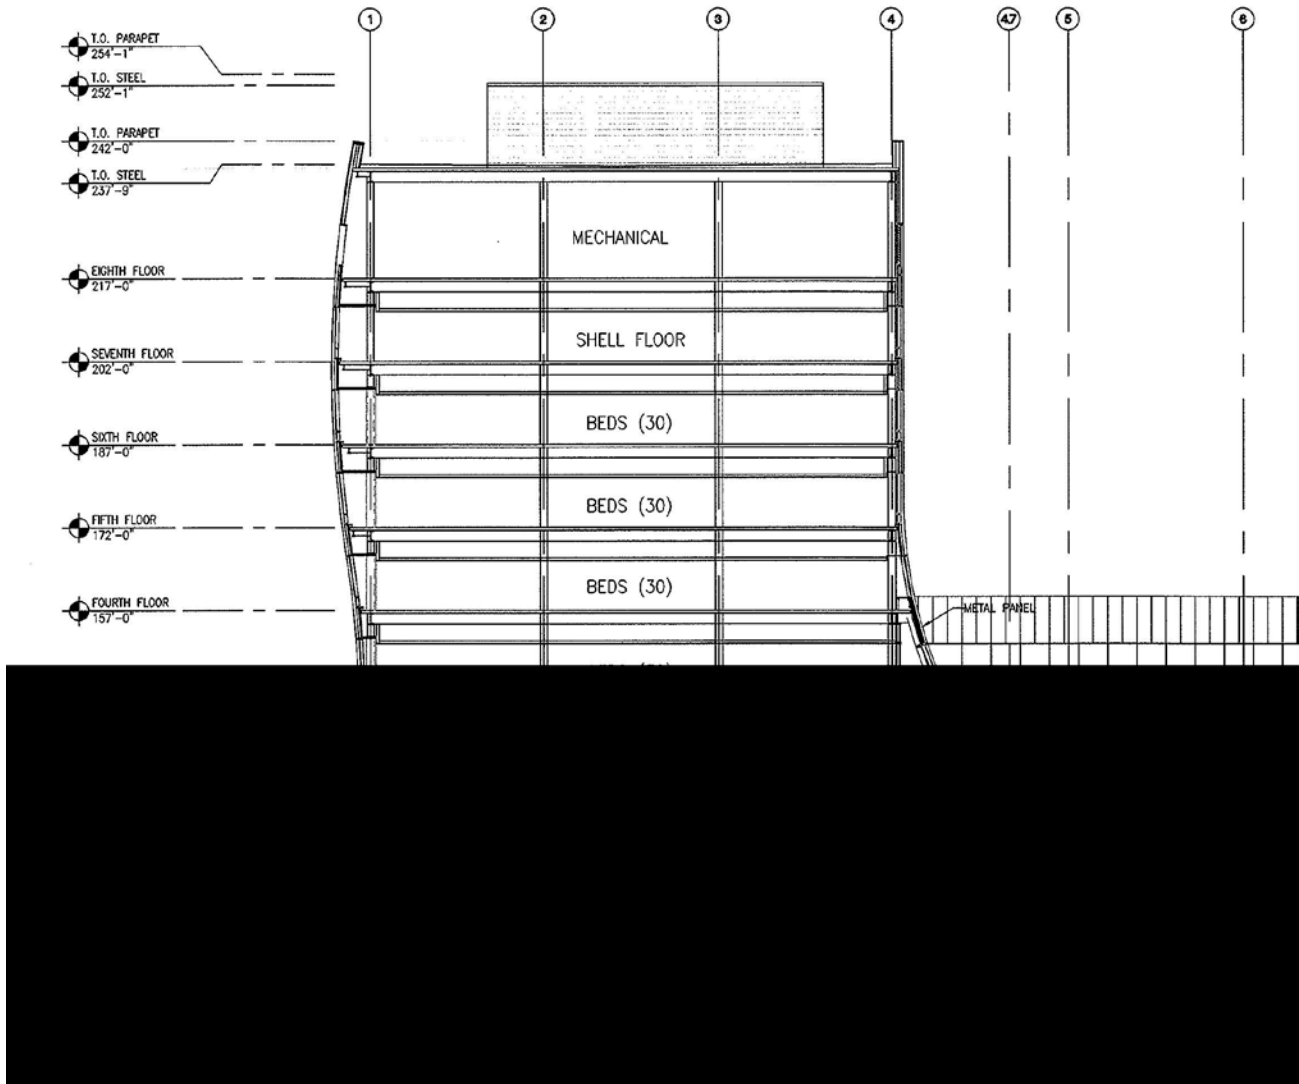 1 2 3 4 4.7 5 6
T.O. PARAPET
254'-1"
T.O. STEEL
252'-1"
T.O. PARAPET
242'-0"
T.O. STEEL
237'-9"
MECHANICAL
EIGHTH FLOOR
217'-0"
SHELL FLOOR
SEVENTH FLOOR
202'-0"
BEDS (30)
SIXTH FLOOR
187'-0"
BEDS (30)
FIFTH FLOOR
172'-0"
BEDS (30)
FOURTH FLOOR
157'-0"
METAL PANEL